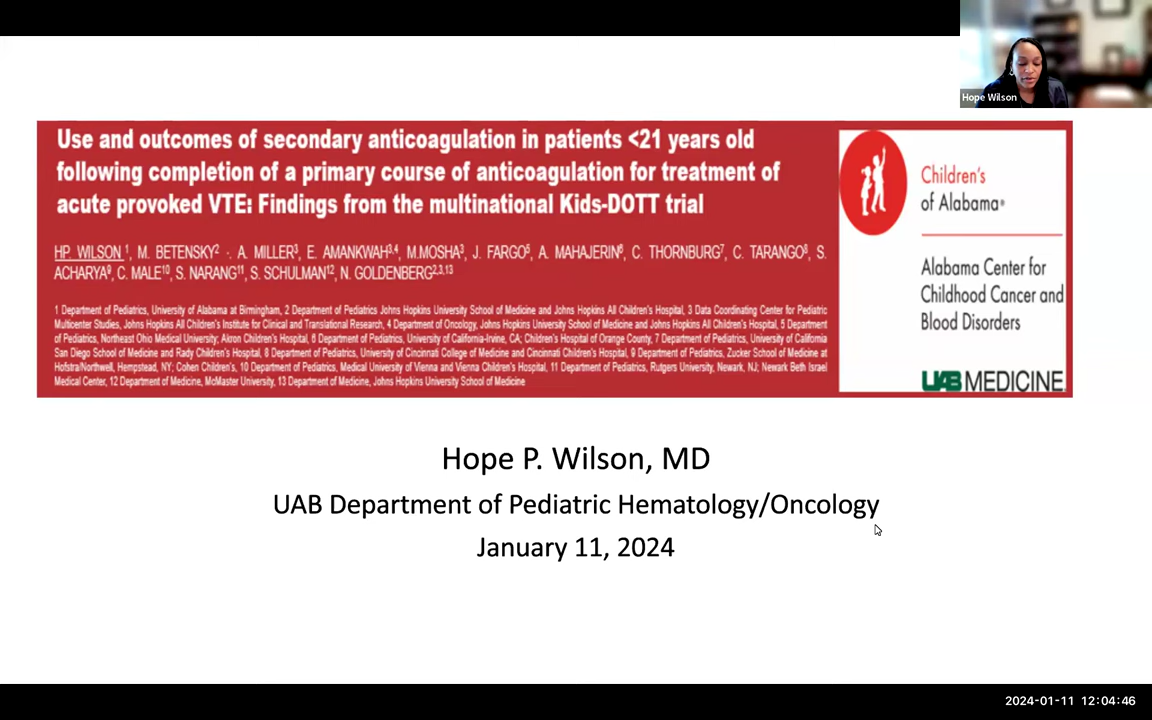 Hope Wilson
Use and outcomes of secondary anticoagulation in patients <21 years old
following completion of a primary course of anticoagulation for treatment of
acute provoked VTE: Findings from the multinational Kids-DOTT trial
HP. WILSON 1, M. BETENSKY2 ·. A. MILLER3, E. AMANKWAH3,4, M.MOSHA3, J. FARGO5, A. MAHAJERIN6, C. THORNBURG7, C. TARANGO8, S.
ACHARYA9, C. MALE10, S. NARANG11, S. SCHULMAN12, N. GOLDENBERG2,3,13
1 Department of Pediatrics, University of Alabama at Birmingham, 2 Department of Pediatrics Johns Hopkins University School of Medicine and Johns Hopkins All Children's Hospital, 3 Data Coordinating Center for Pediatric
Multicenter Studies, Johns Hopkins All Children's Institute for Clinical and Translational Research, 4 Department of Oncology, Johns Hopkins University School of Medicine and Johns Hopkins All Children's Hospital, 5 Department
of Pediatrics, Northeast Ohio Medical University; Akron Children's Hospital, 6 Department of Pediatrics, University of California-Irvine, CA; Children's Hospital of Orange County, 7 Department of Pediatrics, University of California
San Diego School of Medicine and Rady Children's Hospital, 8 Department of Pediatrics, University of Cincinnati College of Medicine and Cincinnati Children's Hospital, 9 Department of Pediatrics, Zucker School of Medicine at
Hofstra/Northwell, Hempstead, NY; Cohen Children's, 10 Department of Pediatrics, Medical University of Vienna and Vienna Children's Hospital, 11 Department of Pediatrics, Rutgers University, Newark, NJ; Newark Beth Israel
Medical Center, 12 Department of Medicine, McMaster University, 13 Department of Medicine, Johns Hopkins University School of Medicine
Children's
of Alabama®
Alabama Center for
Childhood Cancer and
Blood Disorders
UAB MEDICINE
Hope P. Wilson, MD
UAB Department of Pediatric Hematology/Oncology
January 11, 2024
2024-01-11 12:04:46